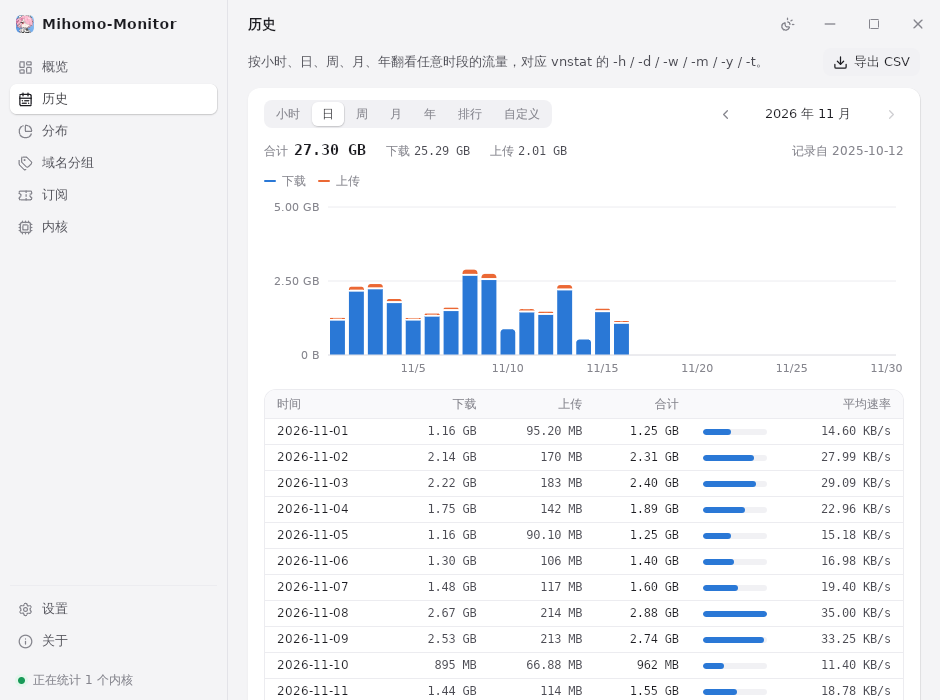 Mihomo-Monitor
概览
历史
分布
域名分组
订阅
内核
设置
关于
正在统计 1 个内核
历史
按小时、日、周、月、年翻看任意时段的流量，对应 vnstat 的 -h / -d / -w / -m / -y / -t。
导出 CSV
小时 日 周 月 年 排行 自定义
2026 年 11 月
合计 27.30 GB 下载 25.29 GB 上传 2.01 GB 记录自 2025-10-12
下载 上传
5.00 GB
2.50 GB
0 B
11/5 11/10 11/15 11/20 11/25 11/30
时间 下载 上传 合计 平均速率
2026-11-01 1.16 GB 95.20 MB 1.25 GB 14.60 KB/s
2026-11-02 2.14 GB 170 MB 2.31 GB 27.99 KB/s
2026-11-03 2.22 GB 183 MB 2.40 GB 29.09 KB/s
2026-11-04 1.75 GB 142 MB 1.89 GB 22.96 KB/s
2026-11-05 1.16 GB 90.10 MB 1.25 GB 15.18 KB/s
2026-11-06 1.30 GB 106 MB 1.40 GB 16.98 KB/s
2026-11-07 1.48 GB 117 MB 1.60 GB 19.40 KB/s
2026-11-08 2.67 GB 214 MB 2.88 GB 35.00 KB/s
2026-11-09 2.53 GB 213 MB 2.74 GB 33.25 KB/s
2026-11-10 895 MB 66.88 MB 962 MB 11.40 KB/s
2026-11-11 1.44 GB 114 MB 1.55 GB 18.78 KB/s